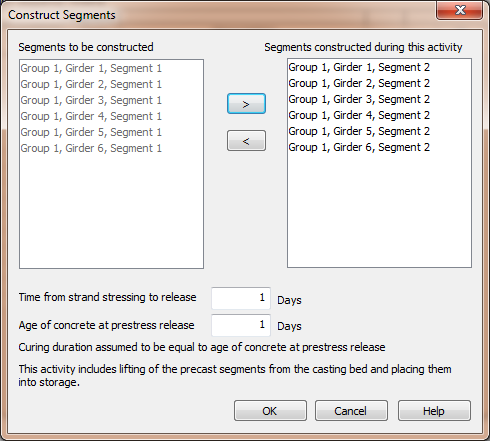 Construct Segments
Segments to be constructed
Segments constructed during this activity
Group 1, Girder 1, Segment 1
Group 1, Girder 2, Segment 1
Group 1, Girder 3, Segment 1
Group 1, Girder 4, Segment 1
Group 1, Girder 5, Segment 1
Group 1, Girder 6, Segment 1
>
<
Group 1, Girder 1, Segment 2
Group 1, Girder 2, Segment 2
Group 1, Girder 3, Segment 2
Group 1, Girder 4, Segment 2
Group 1, Girder 5, Segment 2
Group 1, Girder 6, Segment 2
Time from strand stressing to release 1 Days
Age of concrete at prestress release 1 Days
Curing duration assumed to be equal to age of concrete at prestress release
This activity includes lifting of the precast segments from the casting bed and placing them
into storage.
OK Cancel Help